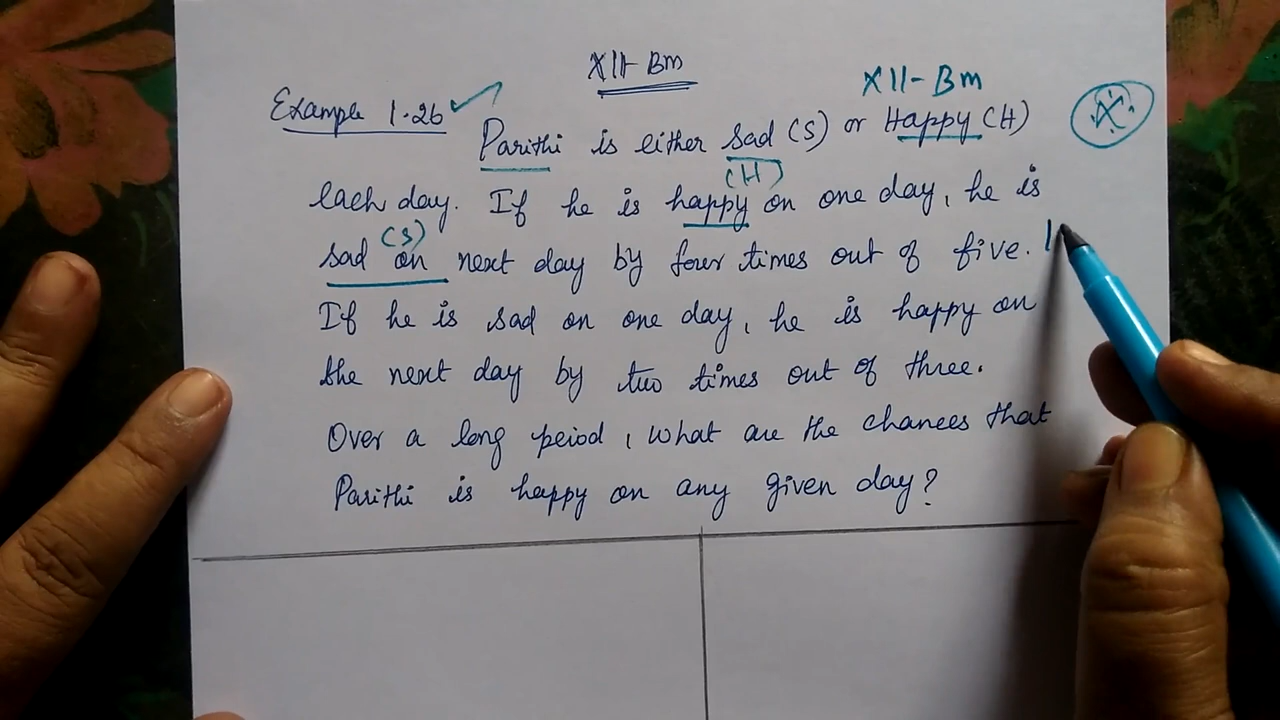 XII-Bm
XII-Bm
Example 1.26
Parithi is either sad (S) or Happy (H)
each day. If he is happy on one day, he is
(H)
sad on next day by four times out of five.
(S)
If he is sad on one day, he is happy on
the next day by two times out of three.
Over a long peiod, what are the chances that
Parithi is happy on any given day?